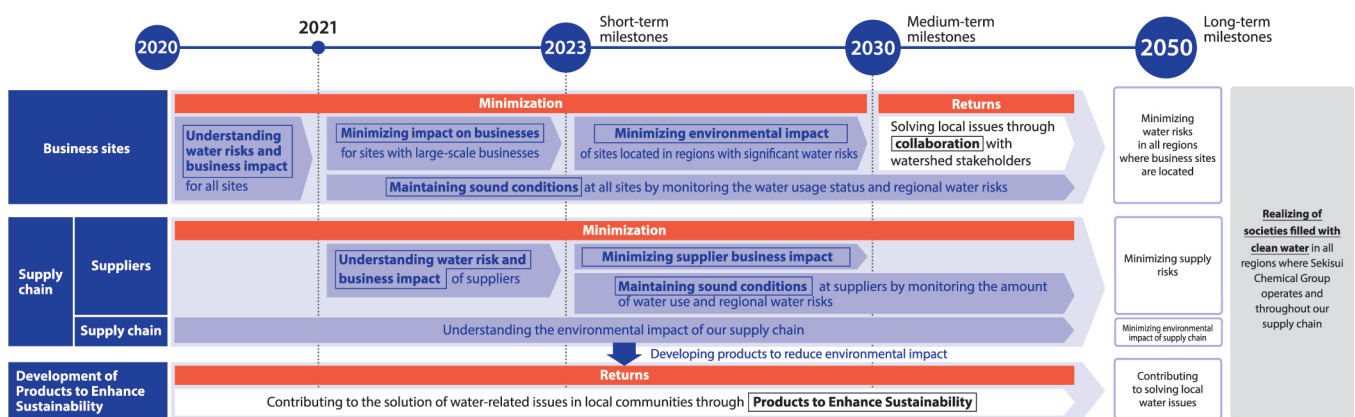 2020
2021
2023
Short-term
milestones
2030
Medium-term
milestones
2050
Long-term
milestones
Business sites
Minimization
Returns
Understanding
water risks and
business impact
for all sites
Minimizing impact on businesses
for sites with large-scale businesses
Minimizing environmental impact
of sites located in regions with significant water risks
Solving local issues through
collaboration with
watershed stakeholders
Maintaining sound conditions at all sites by monitoring the water usage status and regional water risks
Minimizing
water risks
in all regions
where business sites
are located
Supply
chain
Suppliers
Minimization
Understanding water risk and
business impact of suppliers
Minimizing supplier business impact
Maintaining sound conditions at suppliers by monitoring the amount
of water use and regional water risks
Minimizing supply
risks
Supply chain
Understanding the environmental impact of our supply chain
Minimizing environmental
impact of supply chain
Developing products to reduce environmental impact
Development of
Products to Enhance
Sustainability
Returns
Contributing to the solution of water-related issues in local communities through Products to Enhance Sustainability
Contributing
to solving local
water issues
Realizing of
societies filled with
clean water in all
regions where Sekisui
Chemical Group
operates and
throughout our
supply chain